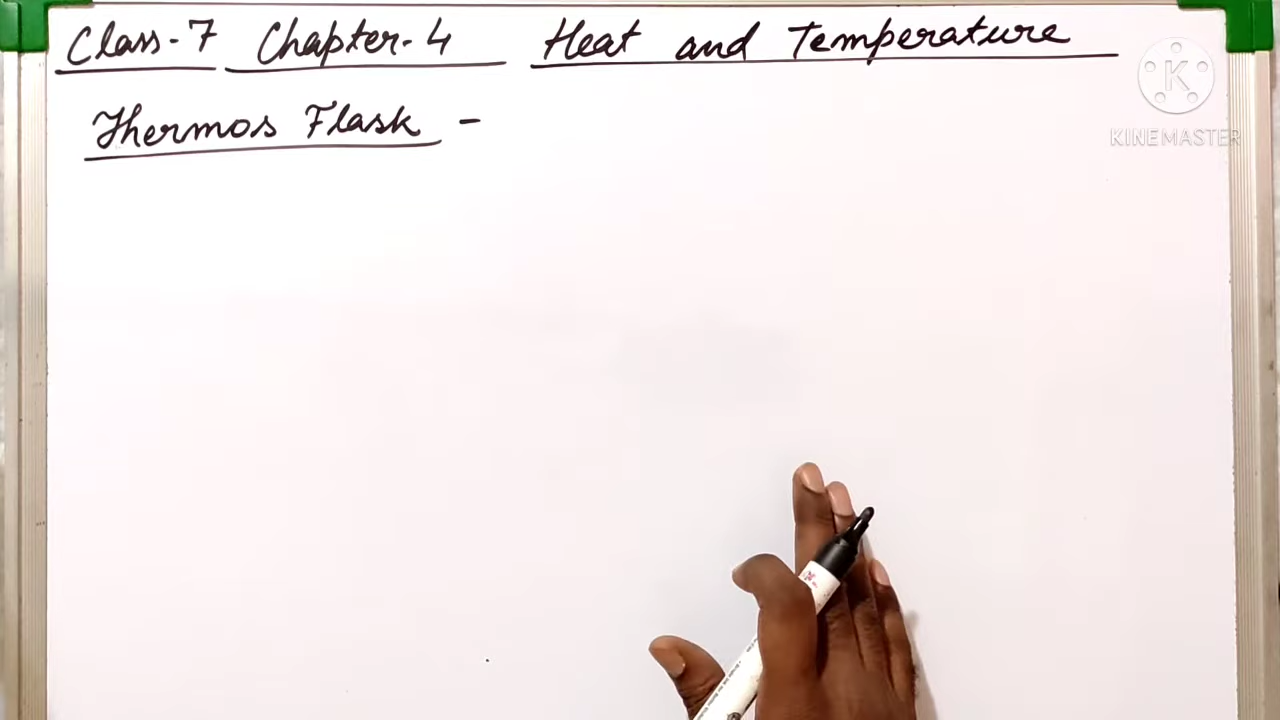 Class-7 Chapter-4 Heat and Temperature
Thermos Flask -
K
KINEMASTER